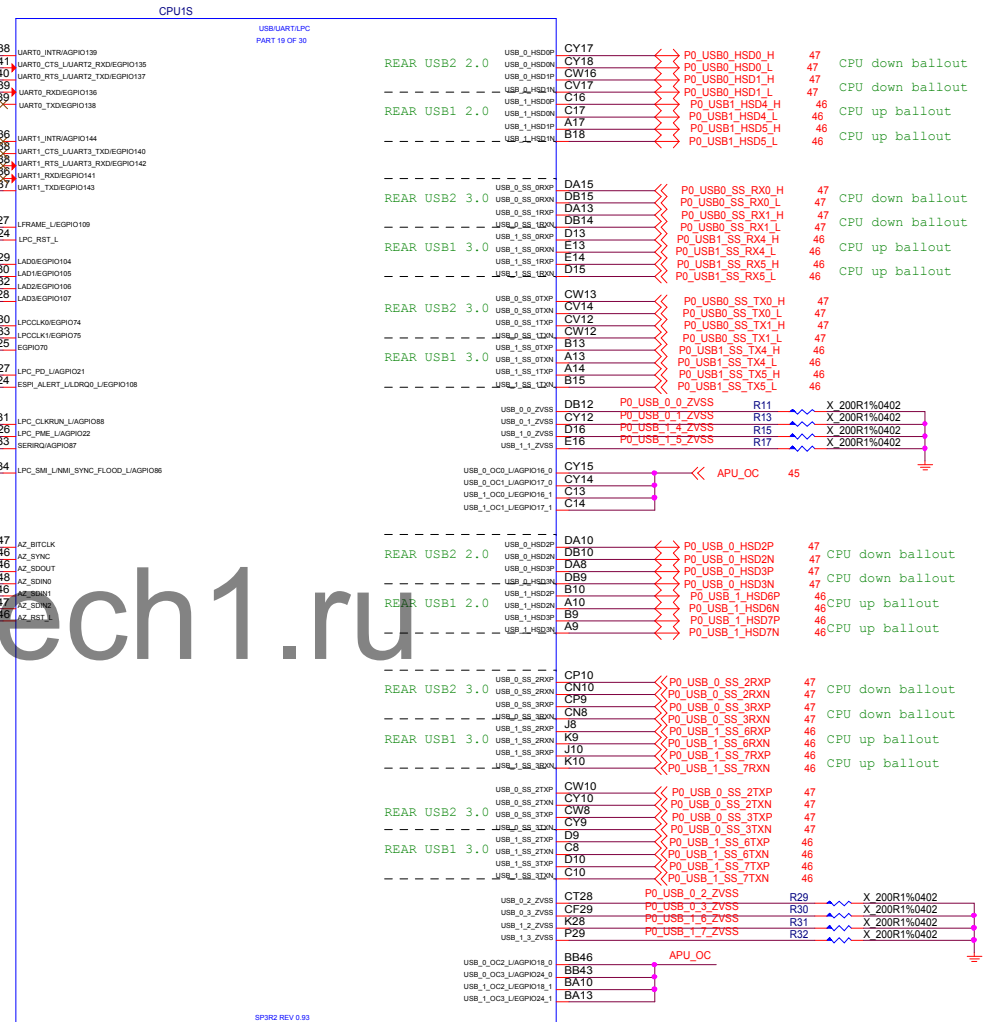 CPU1S
USB/UART/LPC
PART 19 OF 30
UART0_INTR/AGPIO139
UART0_CTS_L/UART2_RXD/EGPIO135
UART0_RTS_L/UART2_TXD/EGPIO137
UART0_RXD/EGPIO136
UART0_TXD/EGPIO138
UART1_INTR/AGPIO144
UART1_CTS_L/UART3_TXD/EGPIO140
UART1_RTS_L/UART3_RXD/EGPIO142
UART1_RXD/EGPIO141
UART1_TXD/EGPIO143
LFRAME_L/EGPIO109
LPC_RST_L
LAD0/EGPIO104
LAD1/EGPIO105
LAD2/EGPIO106
LAD3/EGPIO107
LPCCLK0/EGPIO74
LPCCLK1/EGPIO75
EGPIO70
LPC_PD_L/AGPIO21
ESPI_ALERT_L/LDRQ0_L/EGPIO108
LPC_CLKRUN_L/AGPIO88
LPC_PME_L/AGPIO22
SERIRQ/AGPIO87
LPC_SMI_L/NMI_SYNC_FLOOD_L/AGPIO86
AZ_BITCLK
AZ_SYNC
AZ_SDOUT
AZ_SDIN0
AZ_SDIN1
AZ_SDIN2
AZ_RST_L
ech1.ru
REAR USB2 2.0
REAR USB1 2.0
USB_0_HSD0P CY17 P0_USB0_HSD0_H 47
USB_0_HSD0N CY18 P0_USB0_HSD0_L 47 CPU down ballout
USB_0_HSD1P CW16 P0_USB0_HSD1_H 47
USB_0_HSD1N CV17 P0_USB0_HSD1_L 47 CPU down ballout
USB_1_HSD0P C16 P0_USB1_HSD4_H 46
USB_1_HSD0N C17 P0_USB1_HSD4_L 46 CPU up ballout
USB_1_HSD1P A17 P0_USB1_HSD5_H 46
USB_1_HSD1N B18 P0_USB1_HSD5_L 46 CPU up ballout
REAR USB2 3.0
REAR USB1 3.0
USB_0_SS_0RXP DA15 P0_USB0_SS_RX0_H 47
USB_0_SS_0RXN DB15 P0_USB0_SS_RX0_L 47 CPU down ballout
USB_0_SS_1RXP DA13 P0_USB0_SS_RX1_H 47
USB_0_SS_1RXN DB14 P0_USB0_SS_RX1_L 47 CPU down ballout
USB_1_SS_0RXP D13 P0_USB1_SS_RX4_H 46
USB_1_SS_0RXN E13 P0_USB1_SS_RX4_L 46 CPU up ballout
USB_1_SS_1RXP E14 P0_USB1_SS_RX5_H 46
USB_1_SS_1RXN D15 P0_USB1_SS_RX5_L 46 CPU up ballout
REAR USB2 3.0
REAR USB1 3.0
USB_0_SS_0TXP CW13 P0_USB0_SS_TX0_H 47
USB_0_SS_0TXN CV14 P0_USB0_SS_TX0_L 47
USB_0_SS_1TXP CV12 P0_USB0_SS_TX1_H 47
USB_0_SS_1TXN CW12 P0_USB0_SS_TX1_L 47
USB_1_SS_0TXP B13 P0_USB1_SS_TX4_H 46
USB_1_SS_0TXN A13 P0_USB1_SS_TX4_L 46
USB_1_SS_1TXP A14 P0_USB1_SS_TX5_H 46
USB_1_SS_1TXN B15 P0_USB1_SS_TX5_L 46
USB_0_0_ZVSS DB12 P0_USB_0_0_ZVSS R11 X_200R1%0402
USB_0_1_ZVSS CY12 P0_USB_0_1_ZVSS R13 X_200R1%0402
USB_1_0_ZVSS D16 P0_USB_1_4_ZVSS R15 X_200R1%0402
USB_1_1_ZVSS E16 P0_USB_1_5_ZVSS R17 X_200R1%0402
USB_0_OC0_L/AGPIO16_0 CY15 APU_OC 45
USB_0_OC1_L/AGPIO17_0 CY14
USB_1_OC0_L/EGPIO16_1 C13
USB_1_OC1_L/EGPIO17_1 C14
REAR USB2 2.0
REAR USB1 2.0
USB_0_HSD2P DA10 P0_USB_0_HSD2P 47
USB_0_HSD2N DB10 P0_USB_0_HSD2N 47 CPU down ballout
USB_0_HSD3P DA8 P0_USB_0_HSD3P 47
USB_0_HSD3N DB9 P0_USB_0_HSD3N 47 CPU down ballout
USB_1_HSD2P B10 P0_USB_1_HSD6P 46
USB_1_HSD2N A10 P0_USB_1_HSD6N 46 CPU up ballout
USB_1_HSD3P B9 P0_USB_1_HSD7P 46
USB_1_HSD3N A9 P0_USB_1_HSD7N 46 CPU up ballout
REAR USB2 3.0
REAR USB1 3.0
USB_0_SS_2RXP CP10 P0_USB_0_SS_2RXP 47
USB_0_SS_2RXN CN10 P0_USB_0_SS_2RXN 47 CPU down ballout
USB_0_SS_3RXP CP9 P0_USB_0_SS_3RXP 47
USB_0_SS_3RXN CN8 P0_USB_0_SS_3RXN 47 CPU down ballout
USB_1_SS_2RXP J8 P0_USB_1_SS_6RXP 46
USB_1_SS_2RXN K9 P0_USB_1_SS_6RXN 46 CPU up ballout
USB_1_SS_3RXP J10 P0_USB_1_SS_7RXP 46
USB_1_SS_3RXN K10 P0_USB_1_SS_7RXN 46 CPU up ballout
REAR USB2 3.0
REAR USB1 3.0
USB_0_SS_2TXP CW10 P0_USB_0_SS_2TXP 47
USB_0_SS_2TXN CY10 P0_USB_0_SS_2TXN 47
USB_0_SS_3TXP CW8 P0_USB_0_SS_3TXP 47
USB_0_SS_3TXN CY9 P0_USB_0_SS_3TXN 47
USB_1_SS_2TXP D9 P0_USB_1_SS_6TXP 46
USB_1_SS_2TXN C8 P0_USB_1_SS_6TXN 46
USB_1_SS_3TXP D10 P0_USB_1_SS_7TXP 46
USB_1_SS_3TXN C10 P0_USB_1_SS_7TXN 46
USB_0_2_ZVSS CT28 P0_USB_0_2_ZVSS R29 X_200R1%0402
USB_0_3_ZVSS CF29 P0_USB_0_3_ZVSS R30 X_200R1%0402
USB_1_2_ZVSS K28 P0_USB_1_6_ZVSS R31 X_200R1%0402
USB_1_3_ZVSS P29 P0_USB_1_7_ZVSS R32 X_200R1%0402
USB_0_OC2_L/AGPIO18_0 BB46 APU_OC
USB_0_OC3_L/AGPIO24_0 BB43
USB_1_OC2_L/EGPIO18_1 BA10
USB_1_OC3_L/EGPIO24_1 BA13
SP3R2 REV 0.93